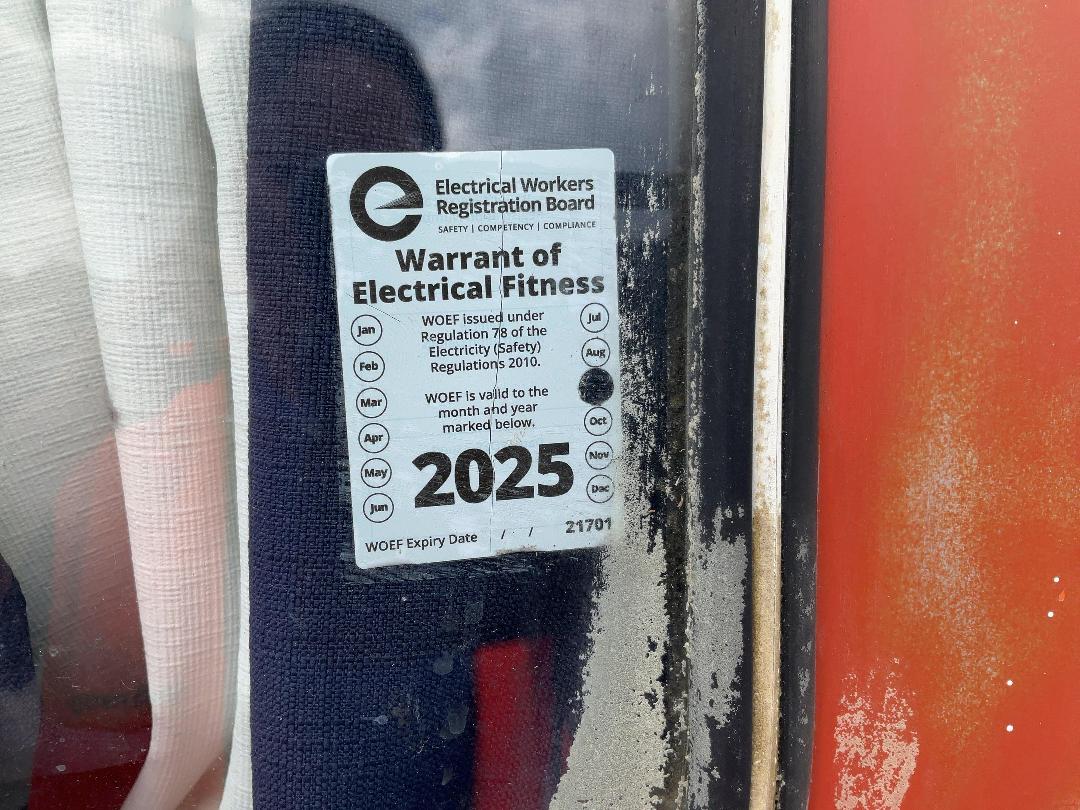 Electrical Workers
Registration Board
SAFETY | COMPETENCY | COMPLIANCE
Warrant of
Electrical Fitness
Jan
Feb
Mar
Apr
May
Jun
WOEF issued under
Regulation 78 of the
Electricity (Safety)
Regulations 2010.
WOEF is valid to the
month and year
marked below.
2025
Jul
Aug
Oct
Nov
Dec
WOEF Expiry Date / /
21701